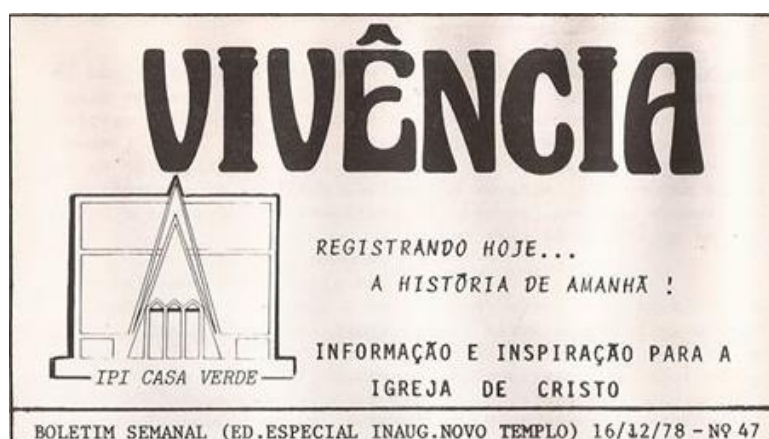 VIVÊNCIA
REGISTRANDO HOJE...
A HISTÓRIA DE AMANHÃ !
IPI CASA VERDE
INFORMAÇÃO E INSPIRAÇÃO PARA A
IGREJA DE CRISTO
BOLETIM SEMANAL (ED.ESPECIAL INAUG.NOVO TEMPLO) 16/12/78 - Nº 47